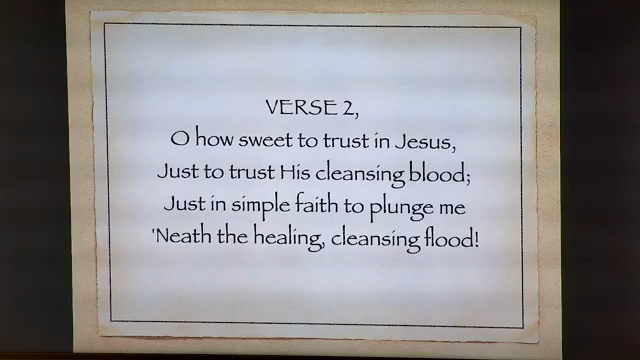 VERSE 2,
O how sweet to trust in Jesus,
Just to trust His cleansing blood;
Just in simple faith to plunge me
'Neath the healing, cleansing flood!